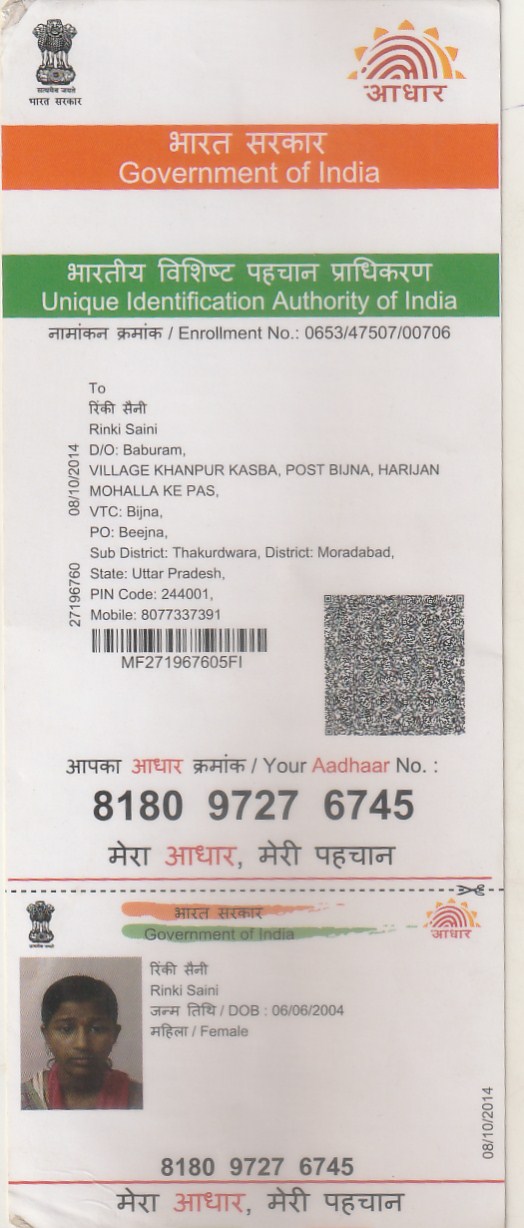 सत्यमेव जयते
भारत सरकार
आधार
भारत सरकार
Government of India
भारतीय विशिष्ट पहचान प्राधिकरण
Unique Identification Authority of India
नामांकन क्रमांक / Enrollment No.: 0653/47507/00706
To
रिंकी सैनी
Rinki Saini
D/O: Baburam,
VILLAGE KHANPUR KASBA, POST BIJNA, HARIJAN
MOHALLA KE PAS,
VTC: Bijna,
PO: Beejna,
Sub District: Thakurdwara, District: Moradabad,
State: Uttar Pradesh,
PIN Code: 244001,
Mobile: 8077337391
08/10/2014
27196760
MF271967605FI
आपका आधार क्रमांक / Your Aadhaar No. :
8180 9727 6745
मेरा आधार, मेरी पहचान
भारत सरकार
Government of India
आधार
रिंकी सैनी
Rinki Saini
जन्म तिथि / DOB : 06/06/2004
महिला / Female
08/10/2014
8180 9727 6745
मेरा आधार, मेरी पहचान